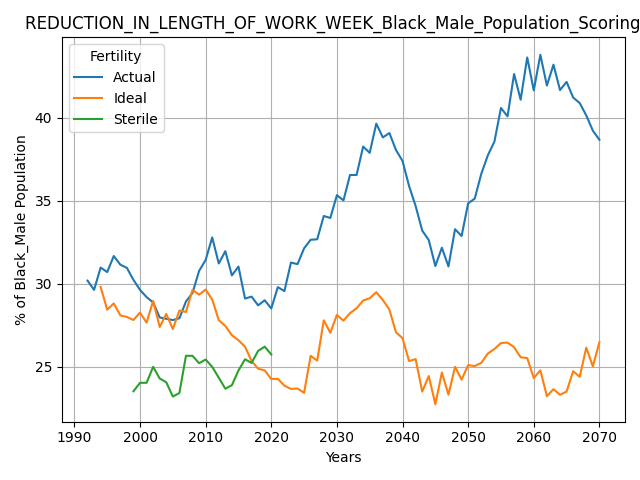 REDUCTION_IN_LENGTH_OF_WORK_WEEK_Black_Male_Population_Scoring
Fertility
Actual
Ideal
Sterile
% of Black_Male Population
40
35
30
25
1990 2000 2010 2020 2030 2040 2050 2060 2070
Years